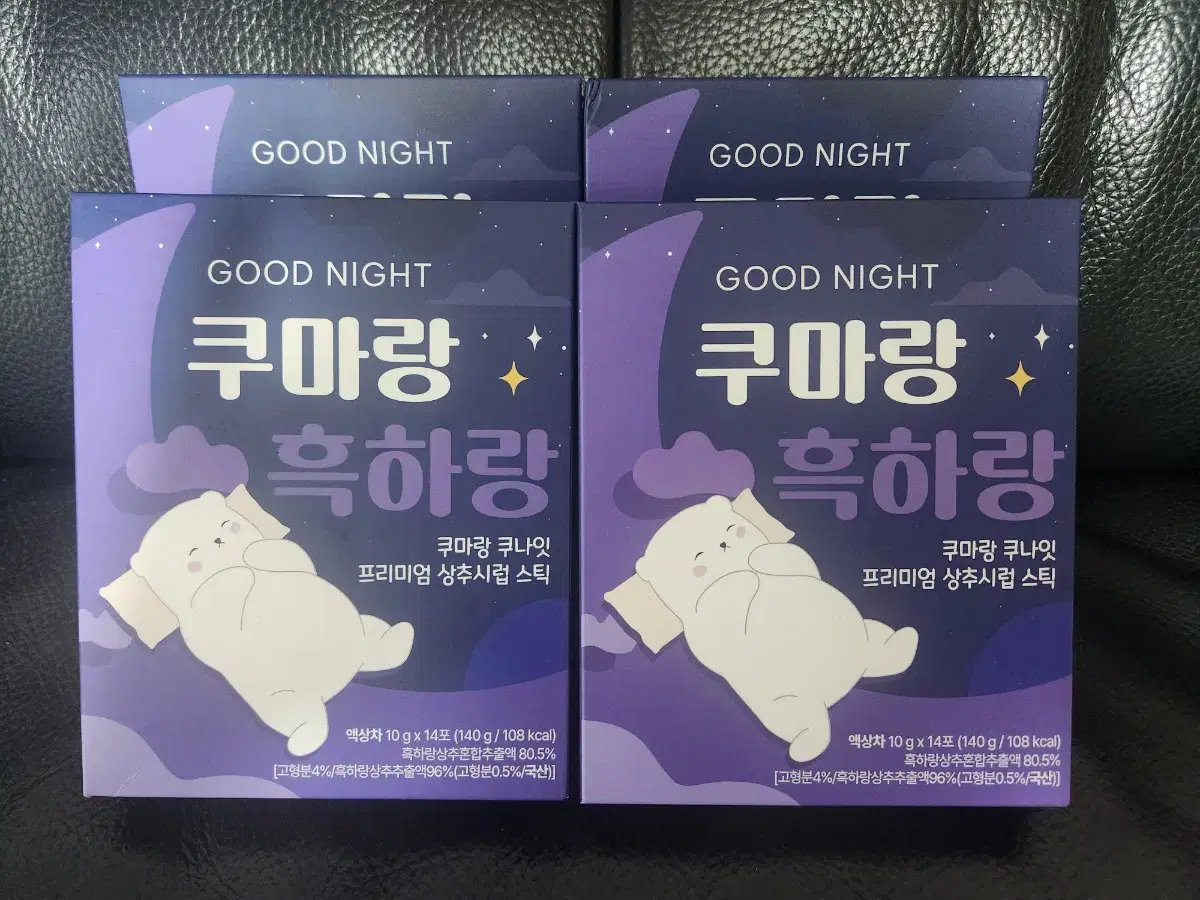 GOOD NIGHT
GOOD NIGHT
GOOD NIGHT
쿠마랑
흑하랑
쿠마랑 쿠나잇
프리미엄 상추시럽 스틱
액상차 10 g x 14포 (140 g / 108 kcal)
흑하랑상추혼합추출액 80.5%
[고형분4%/흑하랑상추추출액96%(고형분0.5%/국산)]
GOOD NIGHT
쿠마랑
흑하랑
쿠마랑 쿠나잇
프리미엄 상추시럽 스틱
액상차 10 g x 14포 (140 g / 108 kcal)
흑하랑상추혼합추출액 80.5%
[고형분4%/흑하랑상추추출액96%(고형분0.5%/국산)]